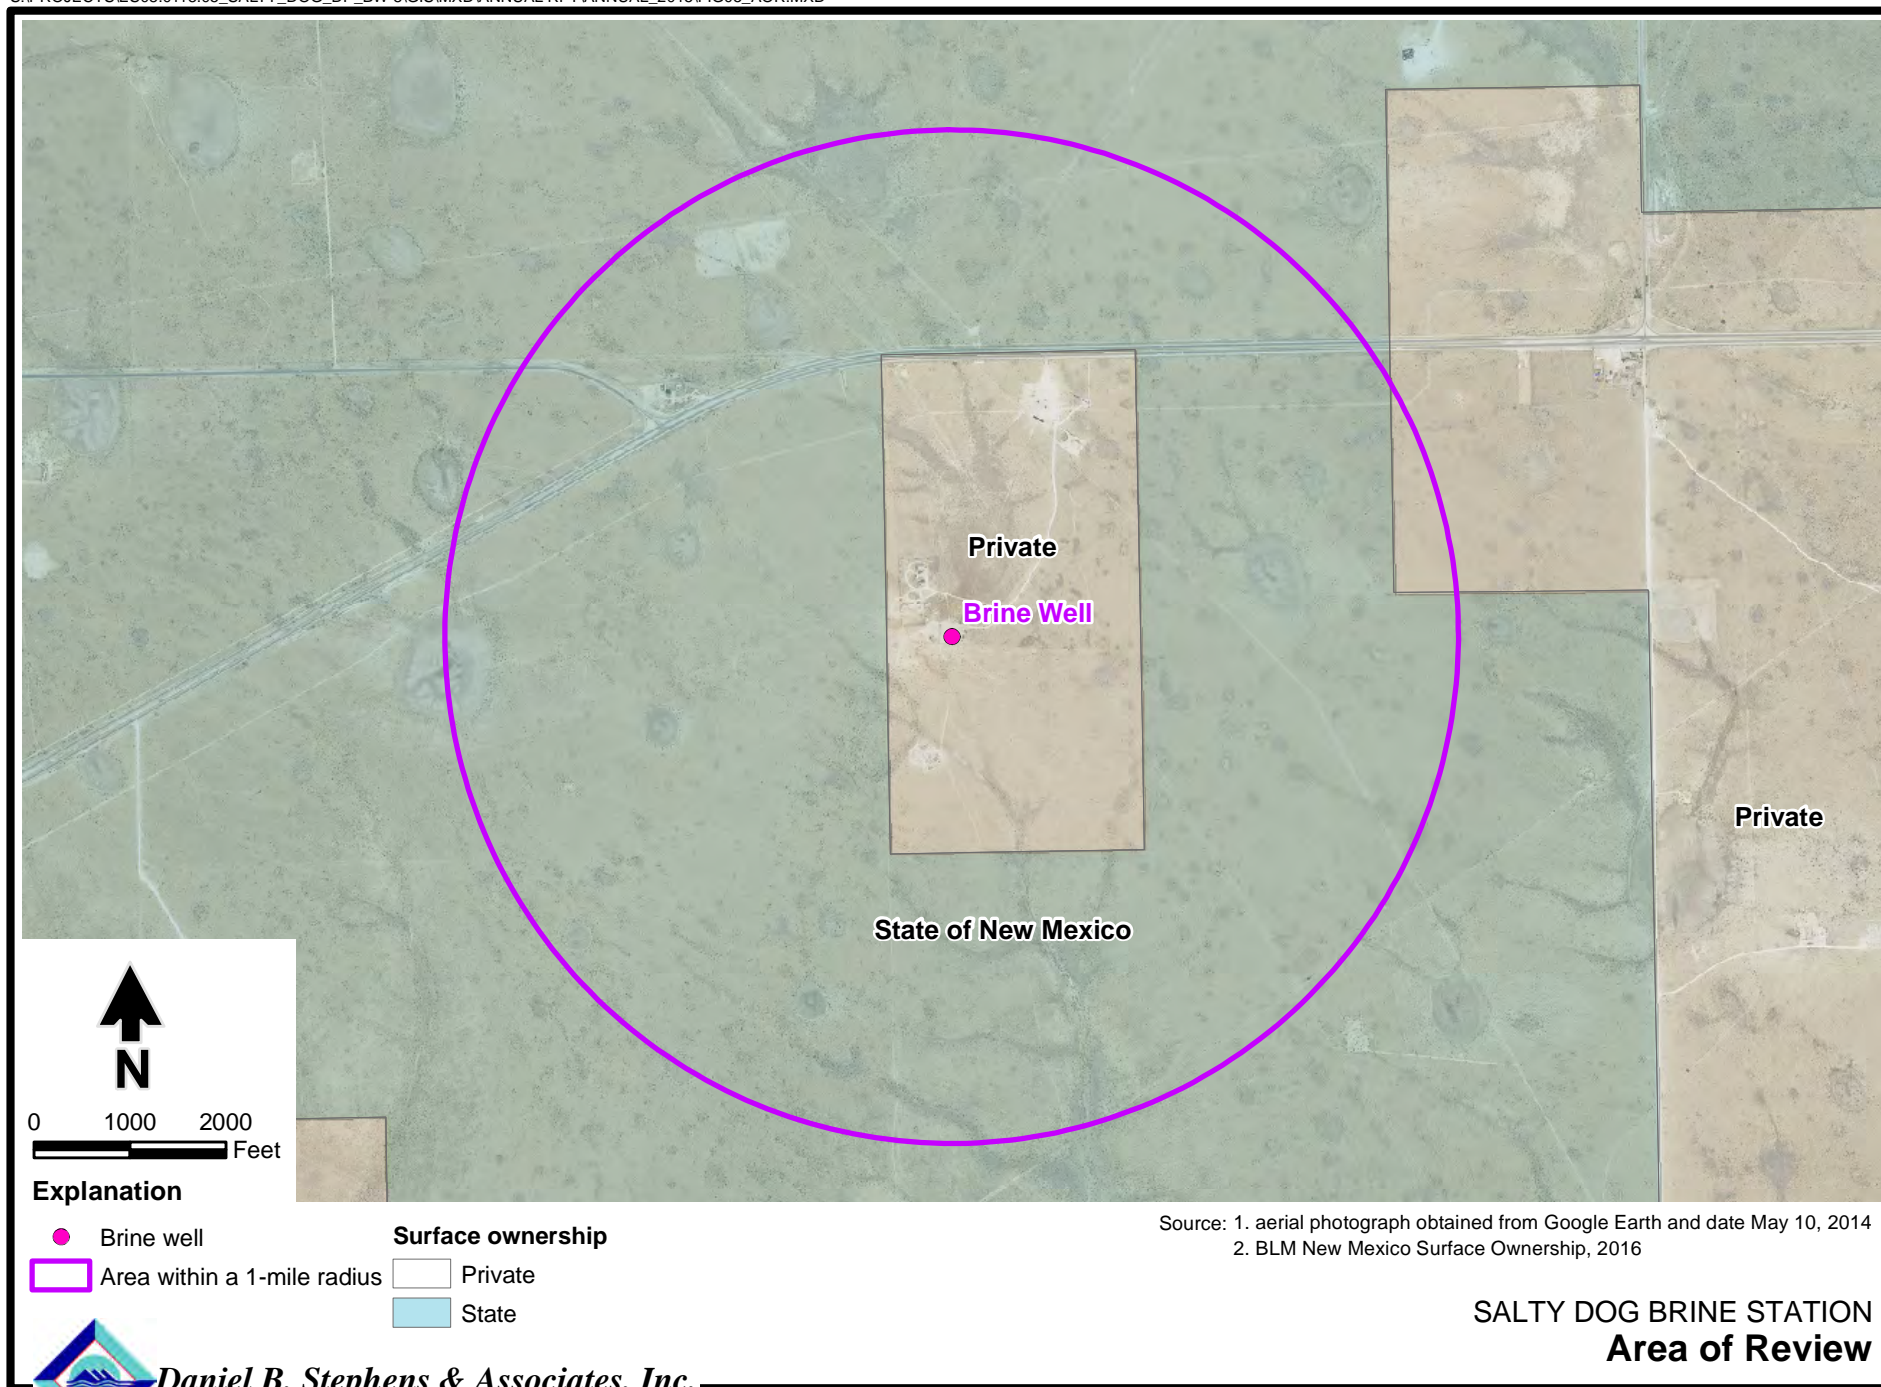 Private
Brine Well
Private
State of New Mexico
N
0 1000 2000
Feet
Explanation
Brine well
Area within a 1-mile radius
Surface ownership
Private
State
Source: 1. aerial photograph obtained from Google Earth and date May 10, 2014
2. BLM New Mexico Surface Ownership, 2016
SALTY DOG BRINE STATION
Area of Review
Daniel B. Stephens & Associates, Inc.